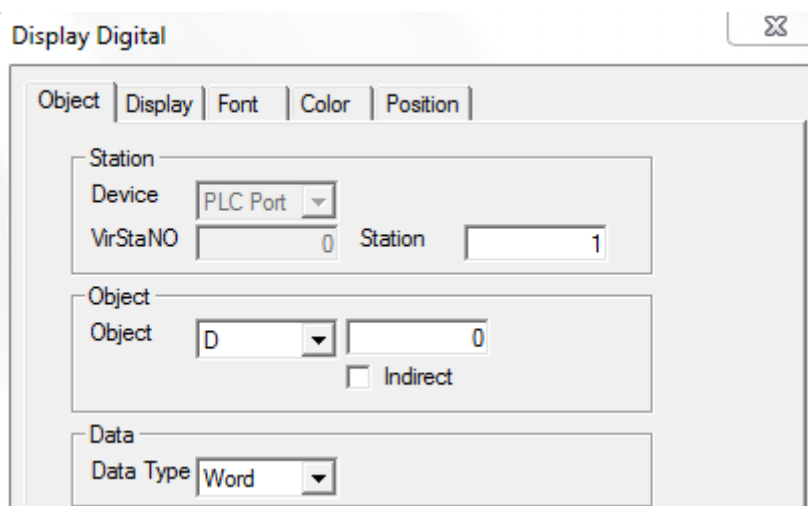 Display Digital
Object Display Font Color Position
Station
Device PLC Port
VirStaNO 0 Station 1
Object
Object D 0
Indirect
Data
Data Type Word